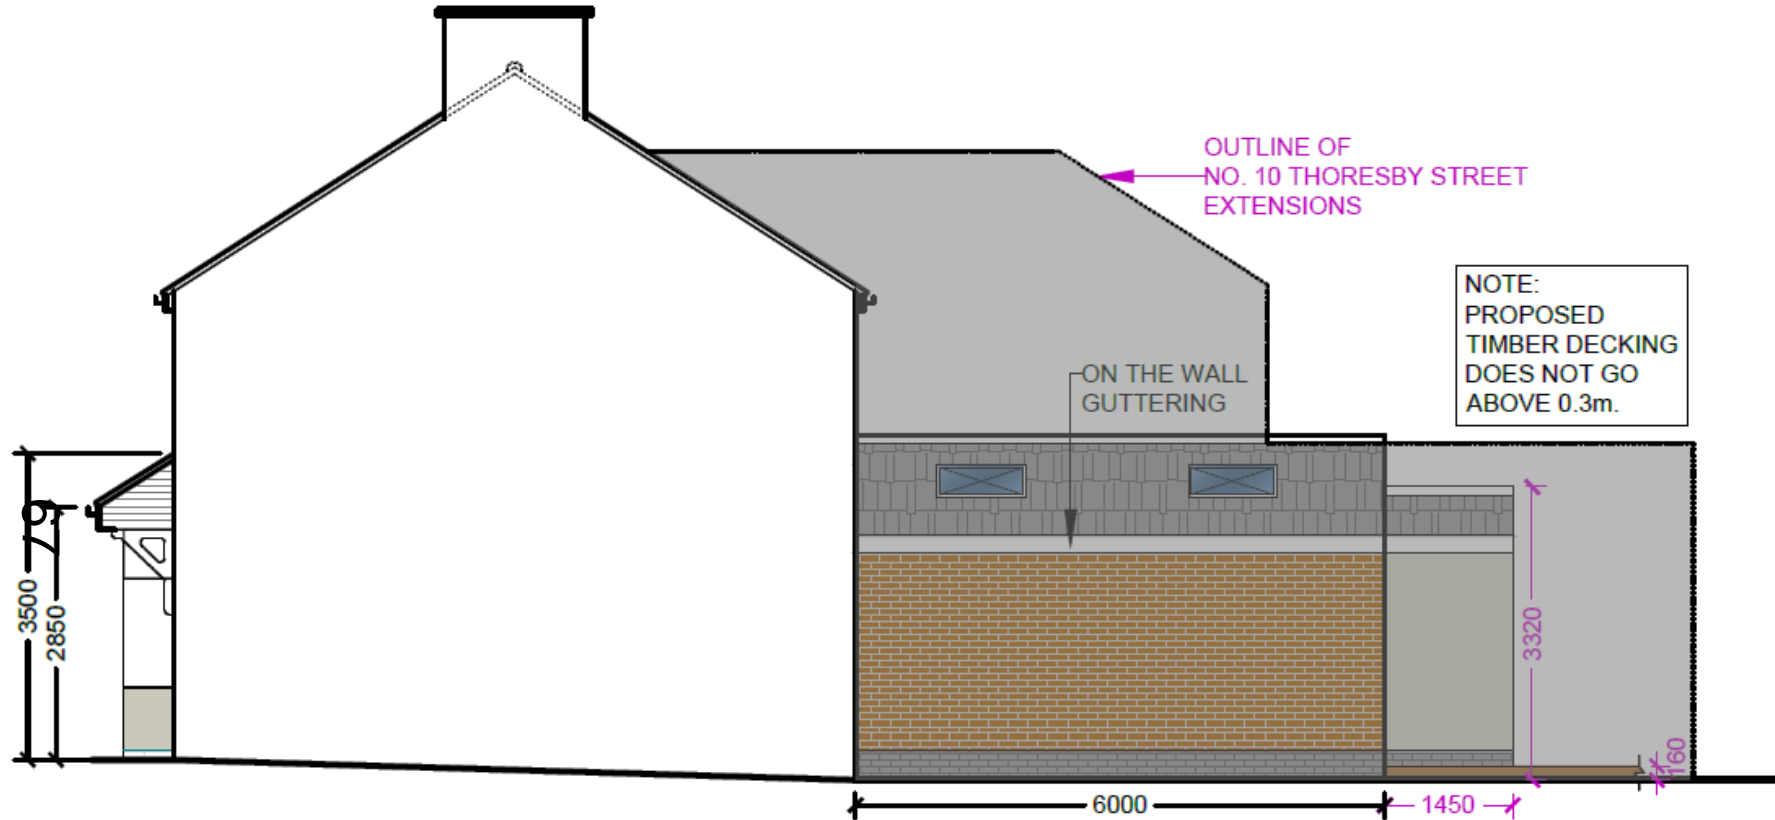 OUTLINE OF
NO. 10 THORESBY STREET
EXTENSIONS
NOTE:
PROPOSED
TIMBER DECKING
DOES NOT GO
ABOVE 0.3m.
ON THE WALL
GUTTERING
79
3500
2850
3320
160
6000
1450